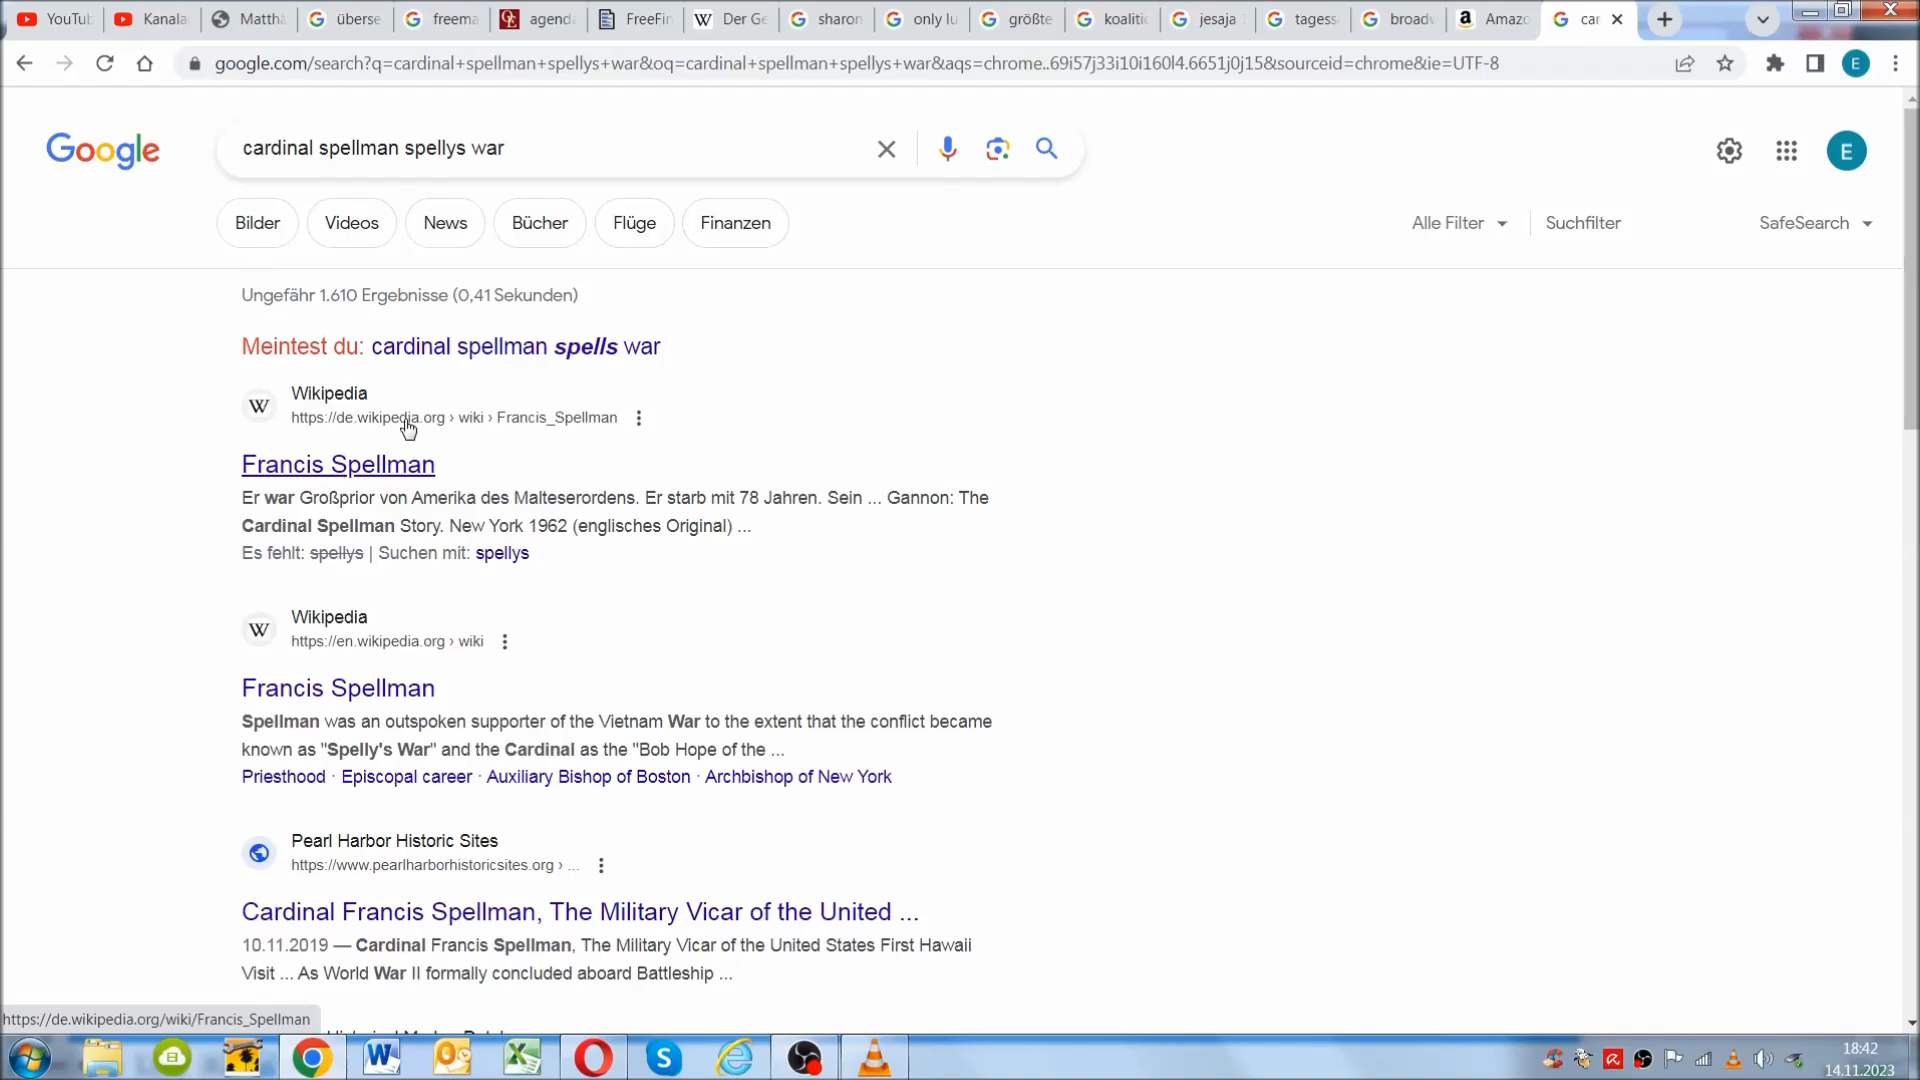 YouTub
Kanala
Matthä
überse
freema
agenda
FreeFin
Der Ge
sharon
only lu
größte
koalitio
jesaja
tagess
broadw
Amazo
car
google.com/search?q=cardinal+spellman+spellys+war&oq=cardinal+spellman+spellys+war&aqs=chrome..69i57j33i10i160l4.6651j0j15&sourceid=chrome&ie=UTF-8
E
Google
cardinal spellman spellys war
E
Bilder
Videos
News
Bücher
Flüge
Finanzen
Alle Filter
Suchfilter
SafeSearch
Ungefähr 1.610 Ergebnisse (0,41 Sekunden)
Meintest du: cardinal spellman spells war
Wikipedia
https://de.wikipedia.org › wiki › Francis_Spellman
Francis Spellman
Er war Großprior von Amerika des Malteserordens. Er starb mit 78 Jahren. Sein ... Gannon: The
Cardinal Spellman Story. New York 1962 (englisches Original) ...
Es fehlt: spellys | Suchen mit: spellys
Wikipedia
https://en.wikipedia.org › wiki
Francis Spellman
Spellman was an outspoken supporter of the Vietnam War to the extent that the conflict became
known as "Spelly's War" and the Cardinal as the "Bob Hope of the ...
Priesthood · Episcopal career · Auxiliary Bishop of Boston · Archbishop of New York
Pearl Harbor Historic Sites
https://www.pearlharborhistoricsites.org › ...
Cardinal Francis Spellman, The Military Vicar of the United ...
10.11.2019 — Cardinal Francis Spellman, The Military Vicar of the United States First Hawaii
Visit ... As World War II formally concluded aboard Battleship ...
https://de.wikipedia.org/wiki/Francis_Spellman
18:42
14.11.2023